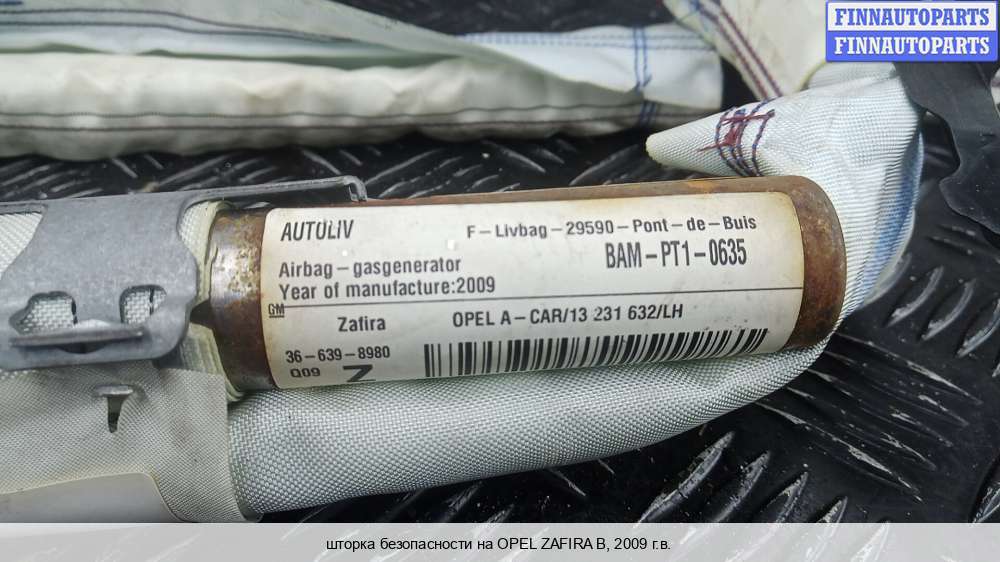 FINNAUTOPARTS
FINNAUTOPARTS
AUTOLIV
F-Livbag-29590-Pont-de-Buis
Airbag-gasgenerator
BAM-PT1-0635
Year of manufacture:2009
GM
Zafira
OPEL A-CAR/13 231 632/LH
36-639-8980
Q09
Z
шторка безопасности на OPEL ZAFIRA B, 2009 г.в.